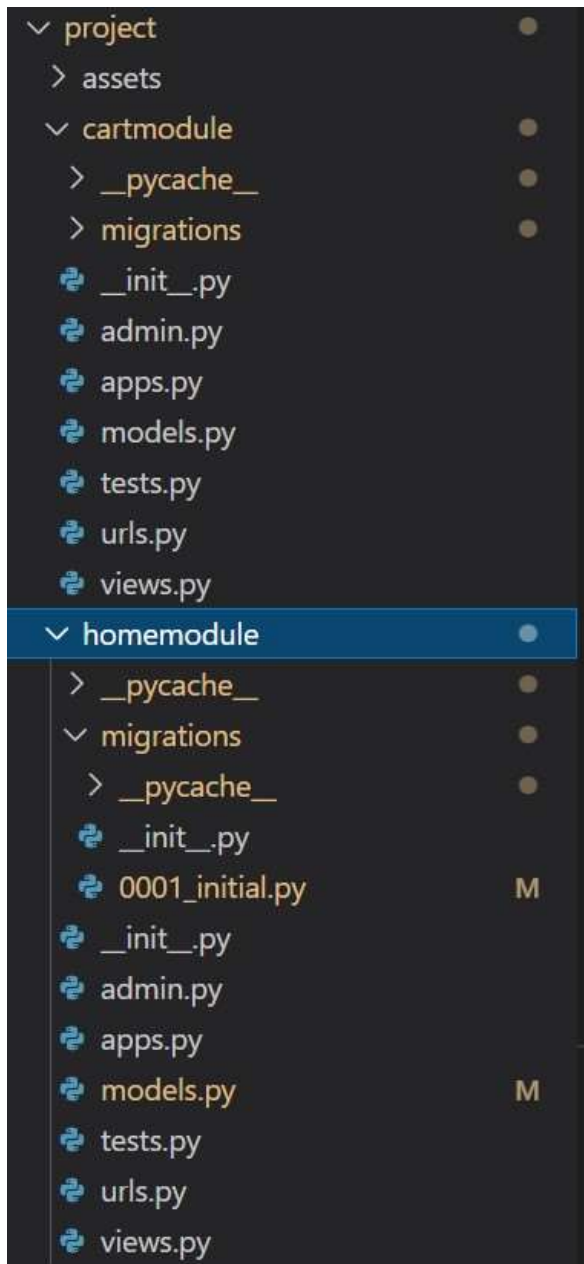 project
assets
cartmodule
__pycache__
migrations
__init__.py
admin.py
apps.py
models.py
tests.py
urls.py
views.py
homemodule
__pycache__
migrations
__pycache__
__init__.py
0001_initial.py M
__init__.py
admin.py
apps.py
models.py M
tests.py
urls.py
views.py